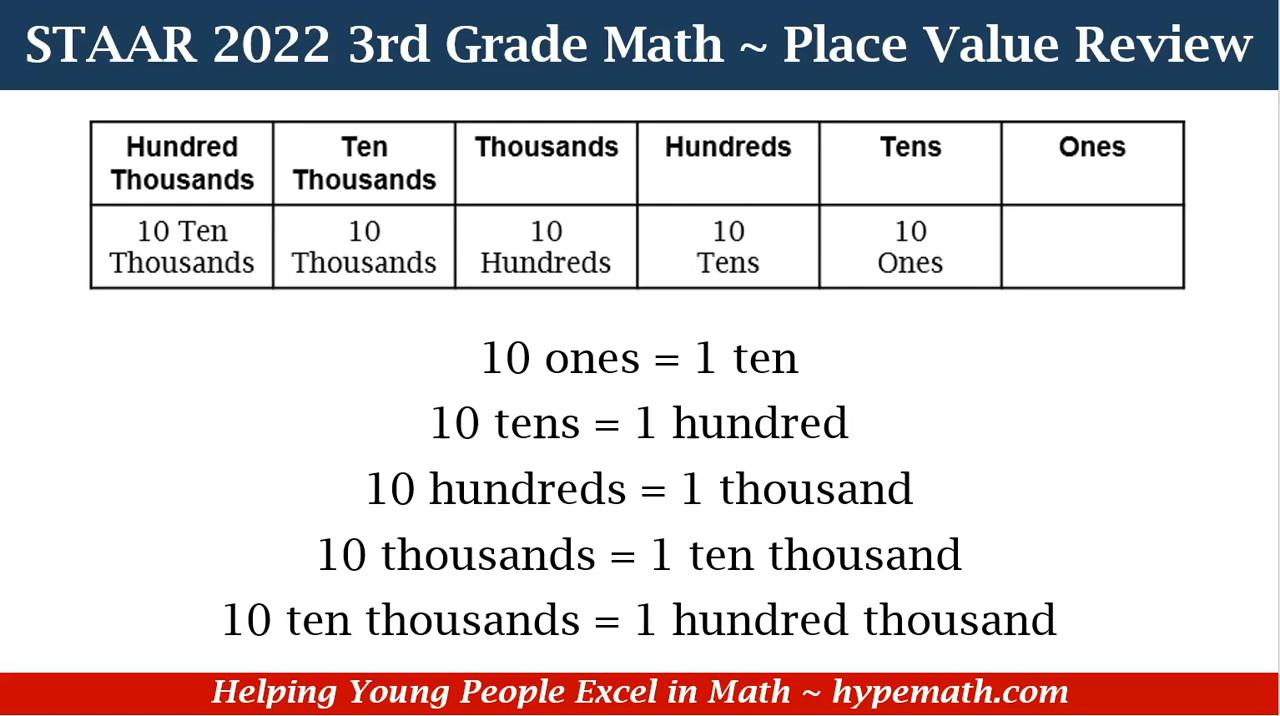 STAAR 2022 3rd Grade Math ~ Place Value Review
Hundred Thousands
Ten Thousands
Thousands
Hundreds
Tens
Ones
10 Ten Thousands
10 Thousands
10 Hundreds
10 Tens
10 Ones
10 ones = 1 ten
10 tens = 1 hundred
10 hundreds = 1 thousand
10 thousands = 1 ten thousand
10 ten thousands = 1 hundred thousand
Helping Young People Excel in Math ~ hypemath.com